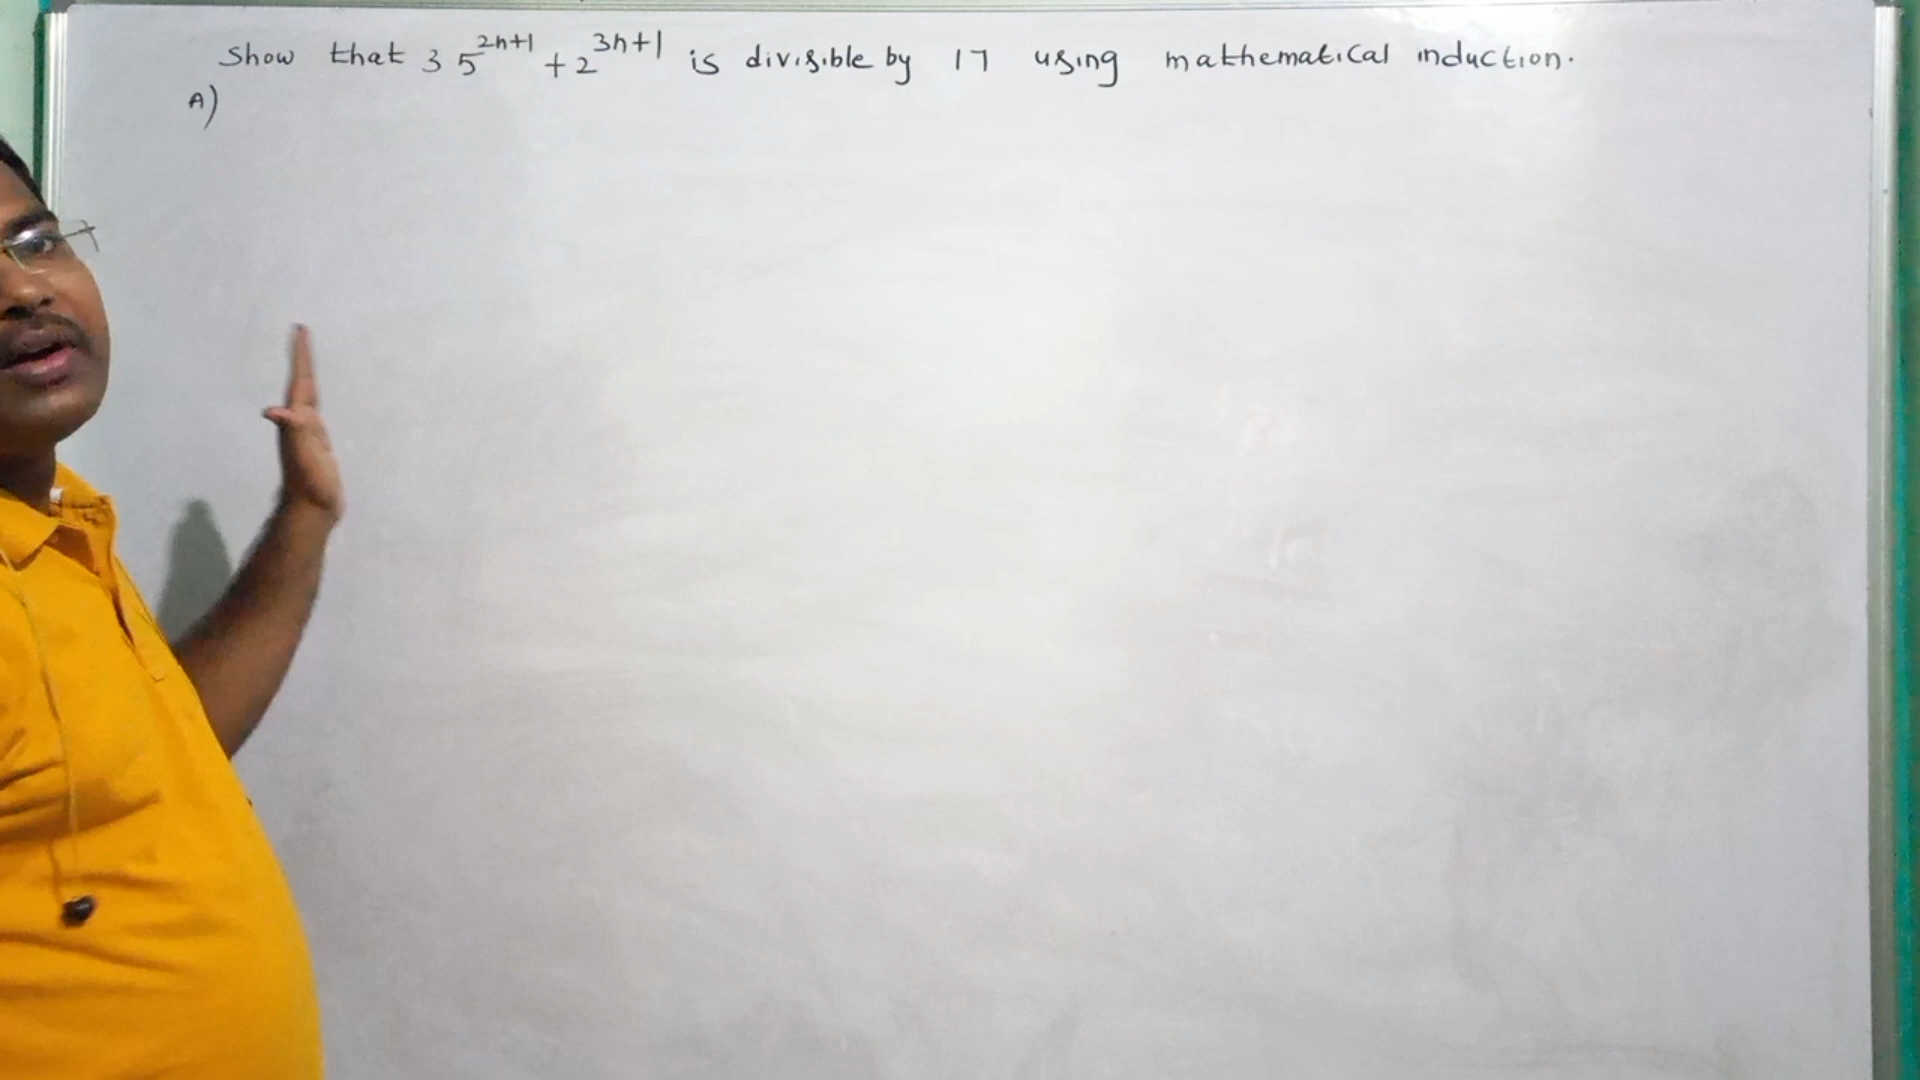 Show that 3 5^{2n+1} + 2^{3n+1} is divisible by 17 using mathematical induction.
A)